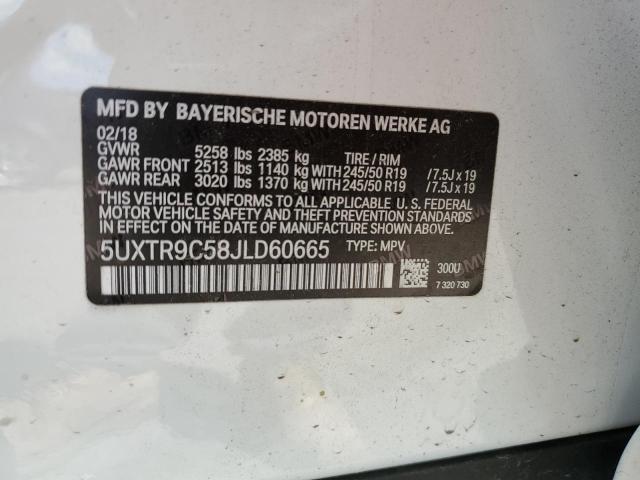 MFD BY BAYERISCHE MOTOREN WERKE AG
02/18
GVWR 5258 lbs 2385 kg TIRE / RIM
GAWR FRONT 2513 lbs 1140 kg WITH 245/50 R19 / 7.5J x 19
GAWR REAR 3020 lbs 1370 kg WITH 245/50 R19 / 7.5J x 19
THIS VEHICLE CONFORMS TO ALL APPLICABLE U. S. FEDERAL
MOTOR VEHICLE SAFETY, BUMPER, AND THEFT PREVENTION
STANDARDS IN EFFECT ON THE DATE OF MANUFACTURE SHOWN ABOVE.
5UXTR9C58JLD60665 TYPE: MPV
300U
7 320 730